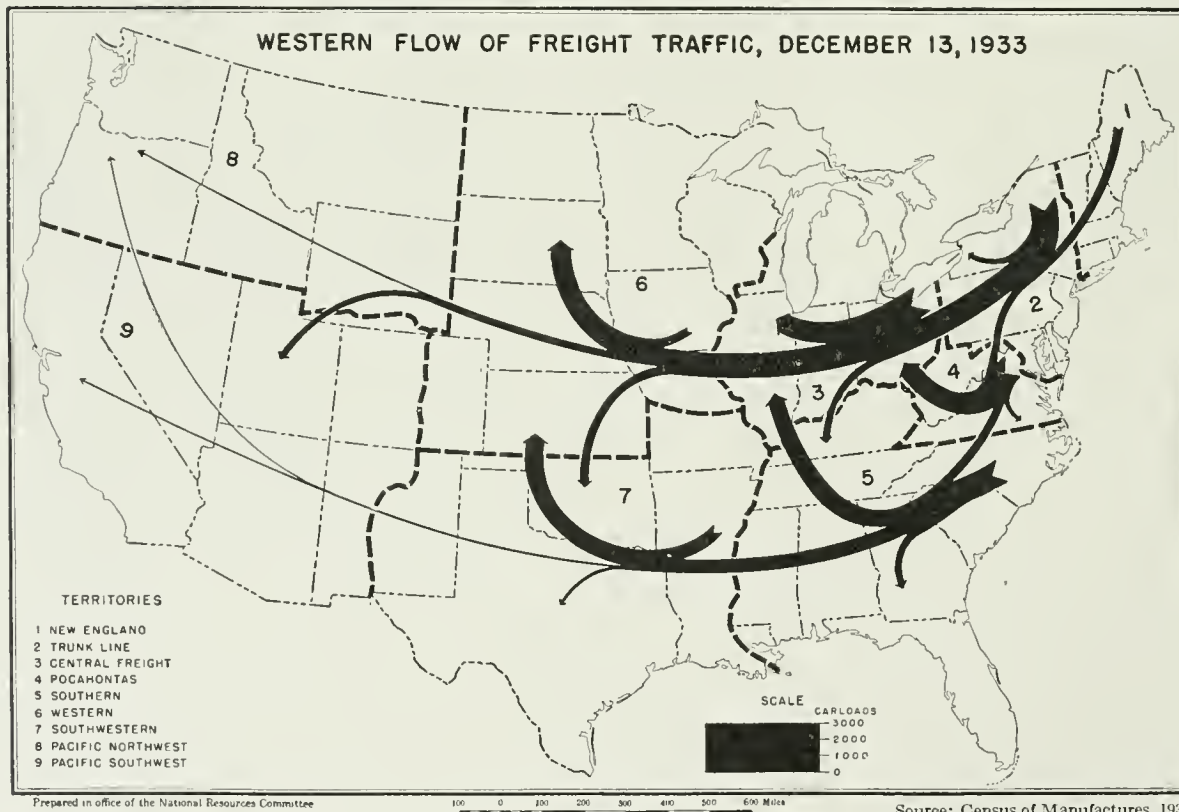 WESTERN FLOW OF FREIGHT TRAFFIC, DECEMBER 13, 1933
1
8
6
2
9
4
3
5
7
TERRITORIES
1 NEW ENGLAND
2 TRUNK LINE
3 CENTRAL FREIGHT
4 POCAHONTAS
5 SOUTHERN
6 WESTERN
7 SOUTHWESTERN
8 PACIFIC NORTHWEST
9 PACIFIC SOUTHWEST
SCALE
CARLOADS
3000
2000
1000
0
Prepared in office of the National Resources Committee
100 0 100 200 300 400 500 600 Miles
Source: Census of Manufactures,